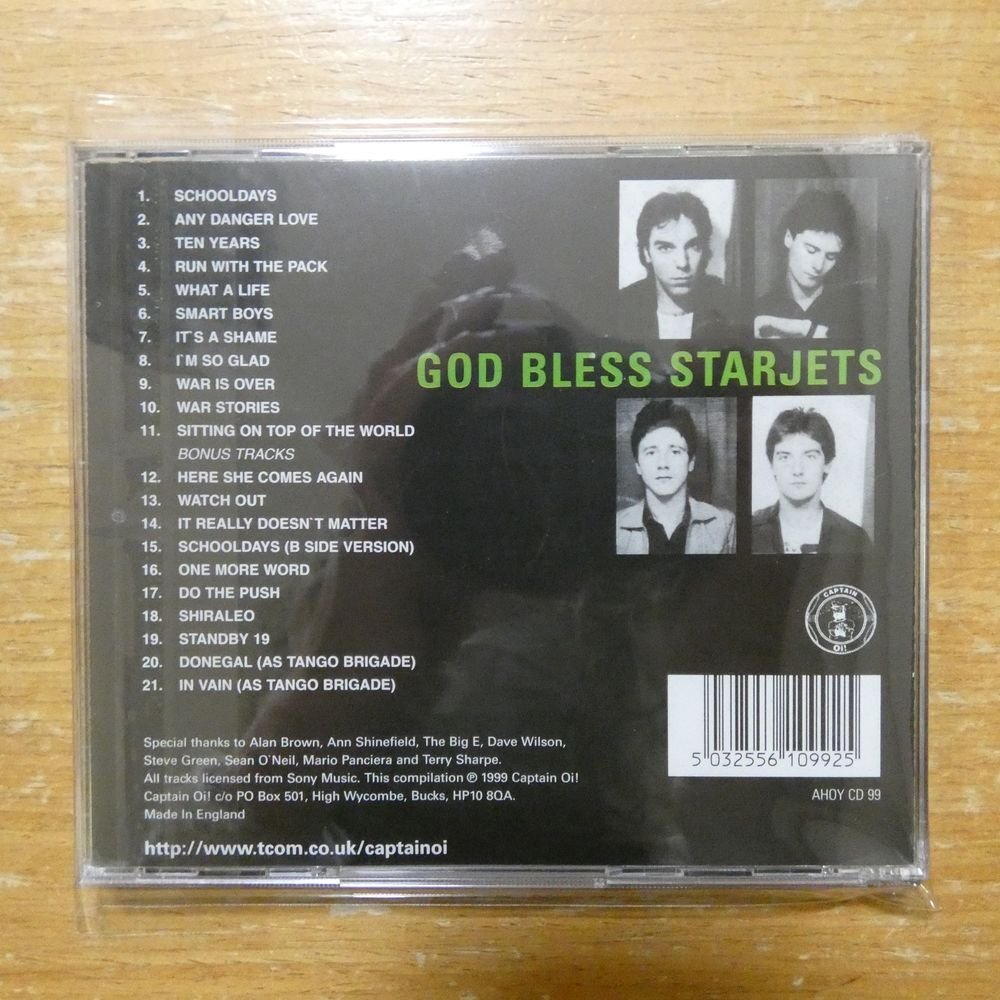 1. SCHOOLDAYS
2. ANY DANGER LOVE
3. TEN YEARS
4. RUN WITH THE PACK
5. WHAT A LIFE
6. SMART BOYS
7. IT`S A SHAME
8. I`M SO GLAD
9. WAR IS OVER
10. WAR STORIES
11. SITTING ON TOP OF THE WORLD
BONUS TRACKS
12. HERE SHE COMES AGAIN
13. WATCH OUT
14. IT REALLY DOESN`T MATTER
15. SCHOOLDAYS (B SIDE VERSION)
16. ONE MORE WORD
17. DO THE PUSH
18. SHIRALEO
19. STANDBY 19
20. DONEGAL (AS TANGO BRIGADE)
21. IN VAIN (AS TANGO BRIGADE)
GOD BLESS STARJETS
CAPTAIN
Oi!
5 032556 109925
AHOY CD 99
Special thanks to Alan Brown, Ann Shinefield, The Big E, Dave Wilson,
Steve Green, Sean O`Neil, Mario Panciera and Terry Sharpe.
All tracks licensed from Sony Music. This compilation ℗ 1999 Captain Oi!
Captain Oi! c/o PO Box 501, High Wycombe, Bucks, HP10 8QA.
Made In England
http://www.tcom.co.uk/captainoi